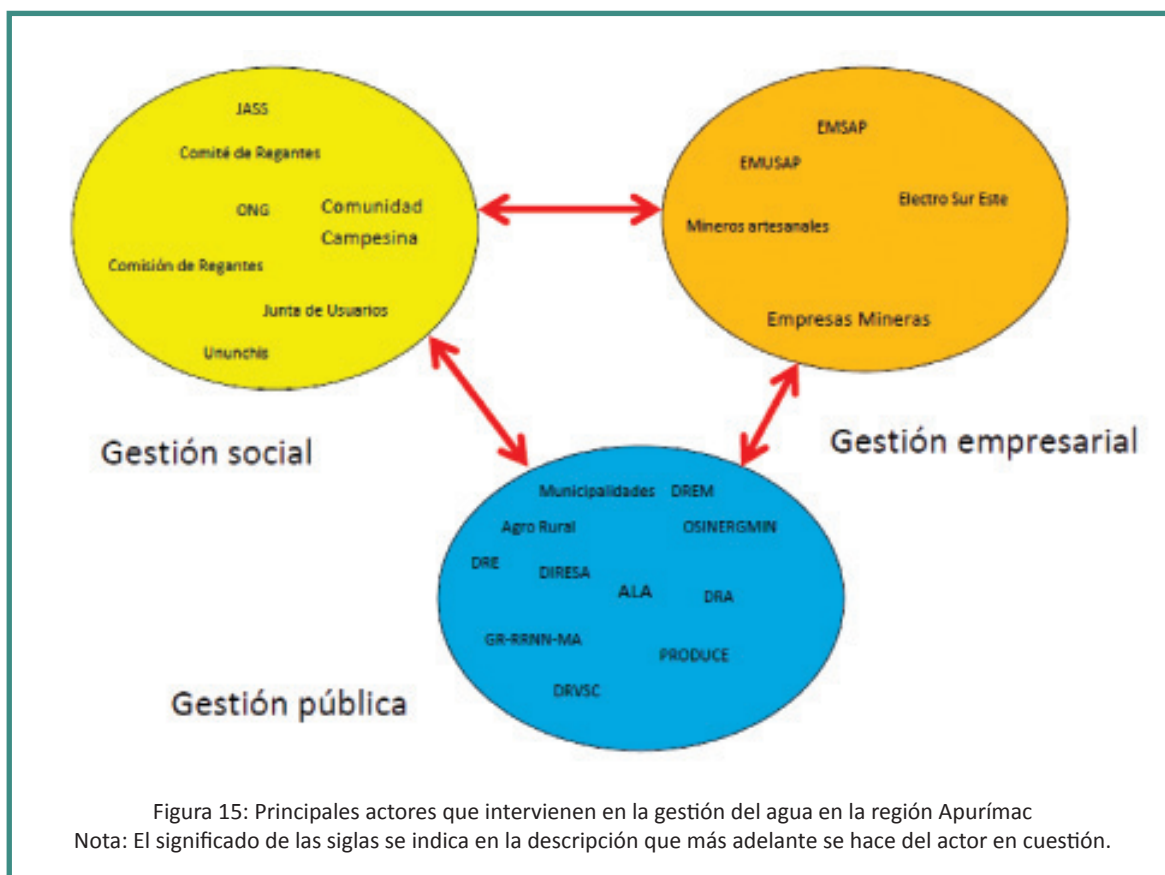 JASS
Comité de Regantes
ONG
Comunidad
Campesina
Comisión de Regantes
Junta de Usuarios
Ununchis
Gestión social
EMSAP
EMUSAP
Electro Sur Este
Mineros artesanales
Empresas Mineras
Gestión empresarial
Municipalidades DREM
Agro Rural OSINERGMIN
DRE DIRESA
ALA DRA
GR-RRNN-MA
PRODUCE
DRVSC
Gestión pública
Figura 15: Principales actores que intervienen en la gestión del agua en la región Apurímac
Nota: El significado de las siglas se indica en la descripción que más adelante se hace del actor en cuestión.